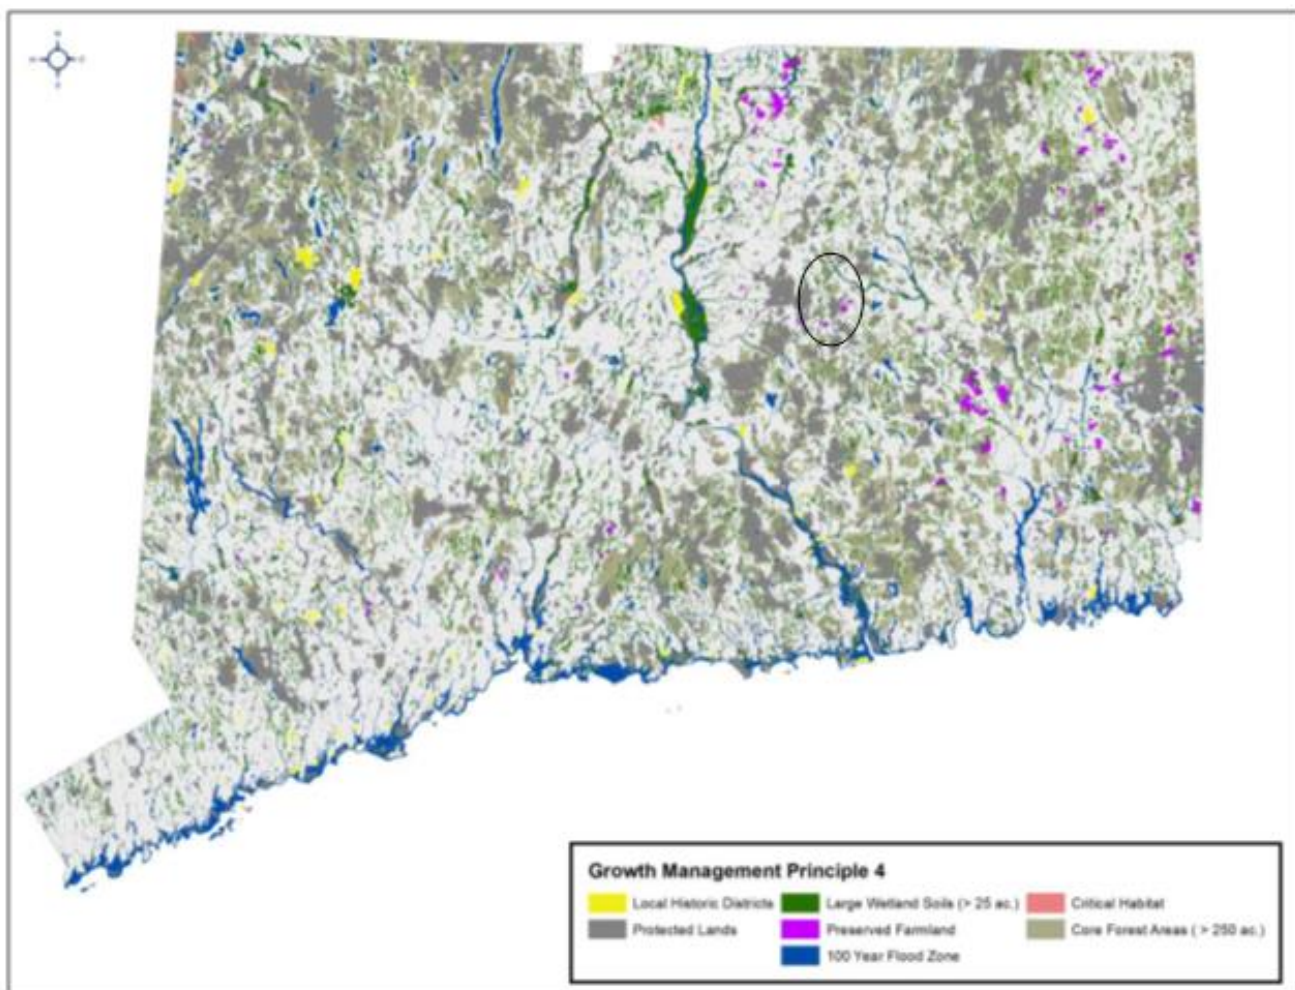 Growth Management Principle 4
Local Historic Districts
Large Wetland Soils (> 25 ac.)
Critical Habitat
Protected Lands
Preserved Farmland
Core Forest Areas ( > 250 ac.)
100 Year Flood Zone